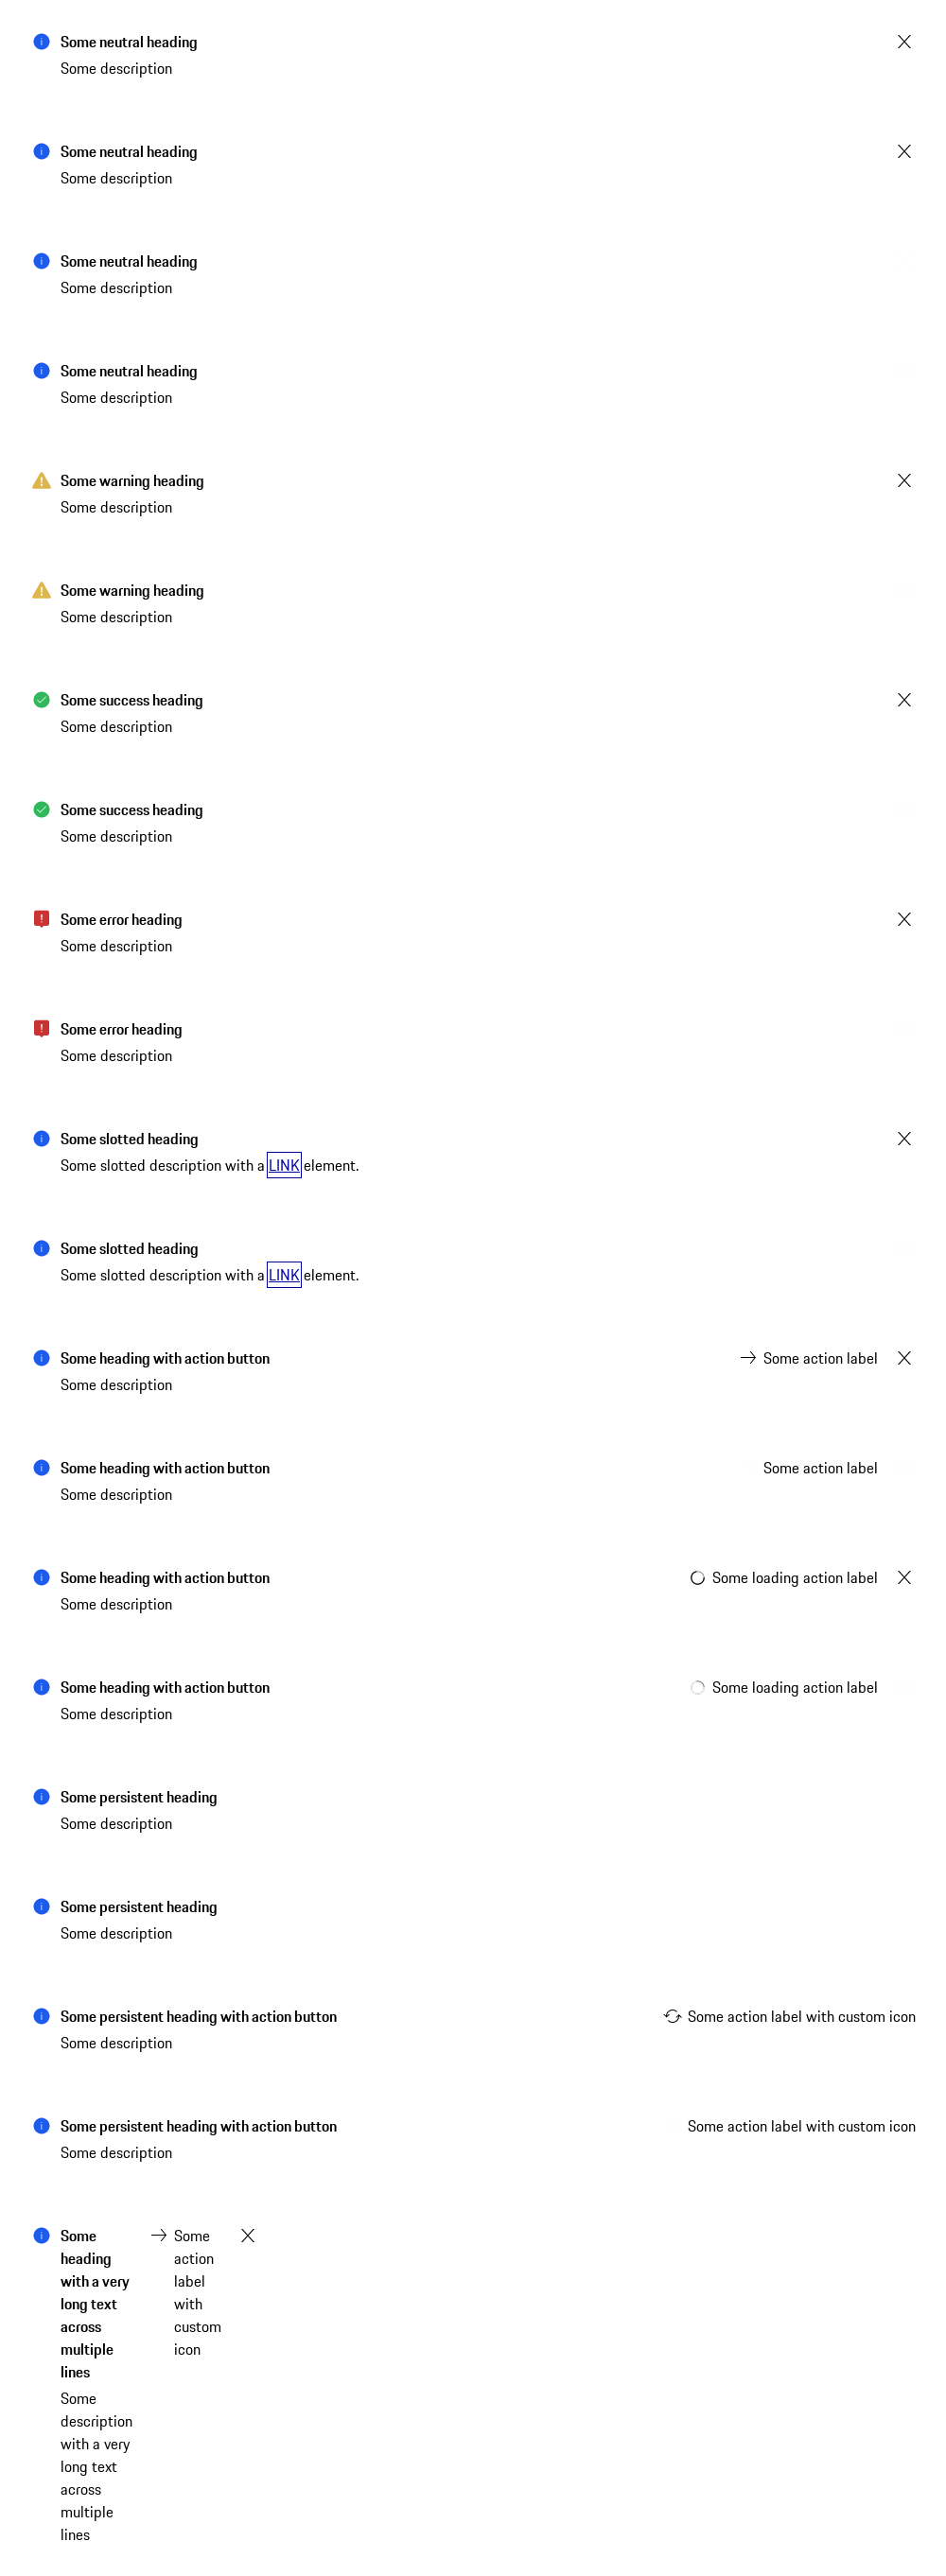 Some neutral heading
Some description
Some neutral heading
Some description
Some neutral heading
Some description
Some neutral heading
Some description
Some warning heading
Some description
Some warning heading
Some description
Some success heading
Some description
Some success heading
Some description
Some error heading
Some description
Some error heading
Some description
Some slotted heading
Some slotted description with a LINK element.
Some slotted heading
Some slotted description with a LINK element.
Some heading with action button Some action label
Some description
Some heading with action button Some action label
Some description
Some heading with action button Some loading action label
Some description
Some heading with action button Some loading action label
Some description
Some persistent heading
Some description
Some persistent heading
Some description
Some persistent heading with action button Some action label with custom icon
Some description
Some persistent heading with action button Some action label with custom icon
Some description
Some
heading
with a very
long text
across
multiple
lines
Some
description
with a very
long text
across
multiple
lines
Some
action
label
with
custom
icon